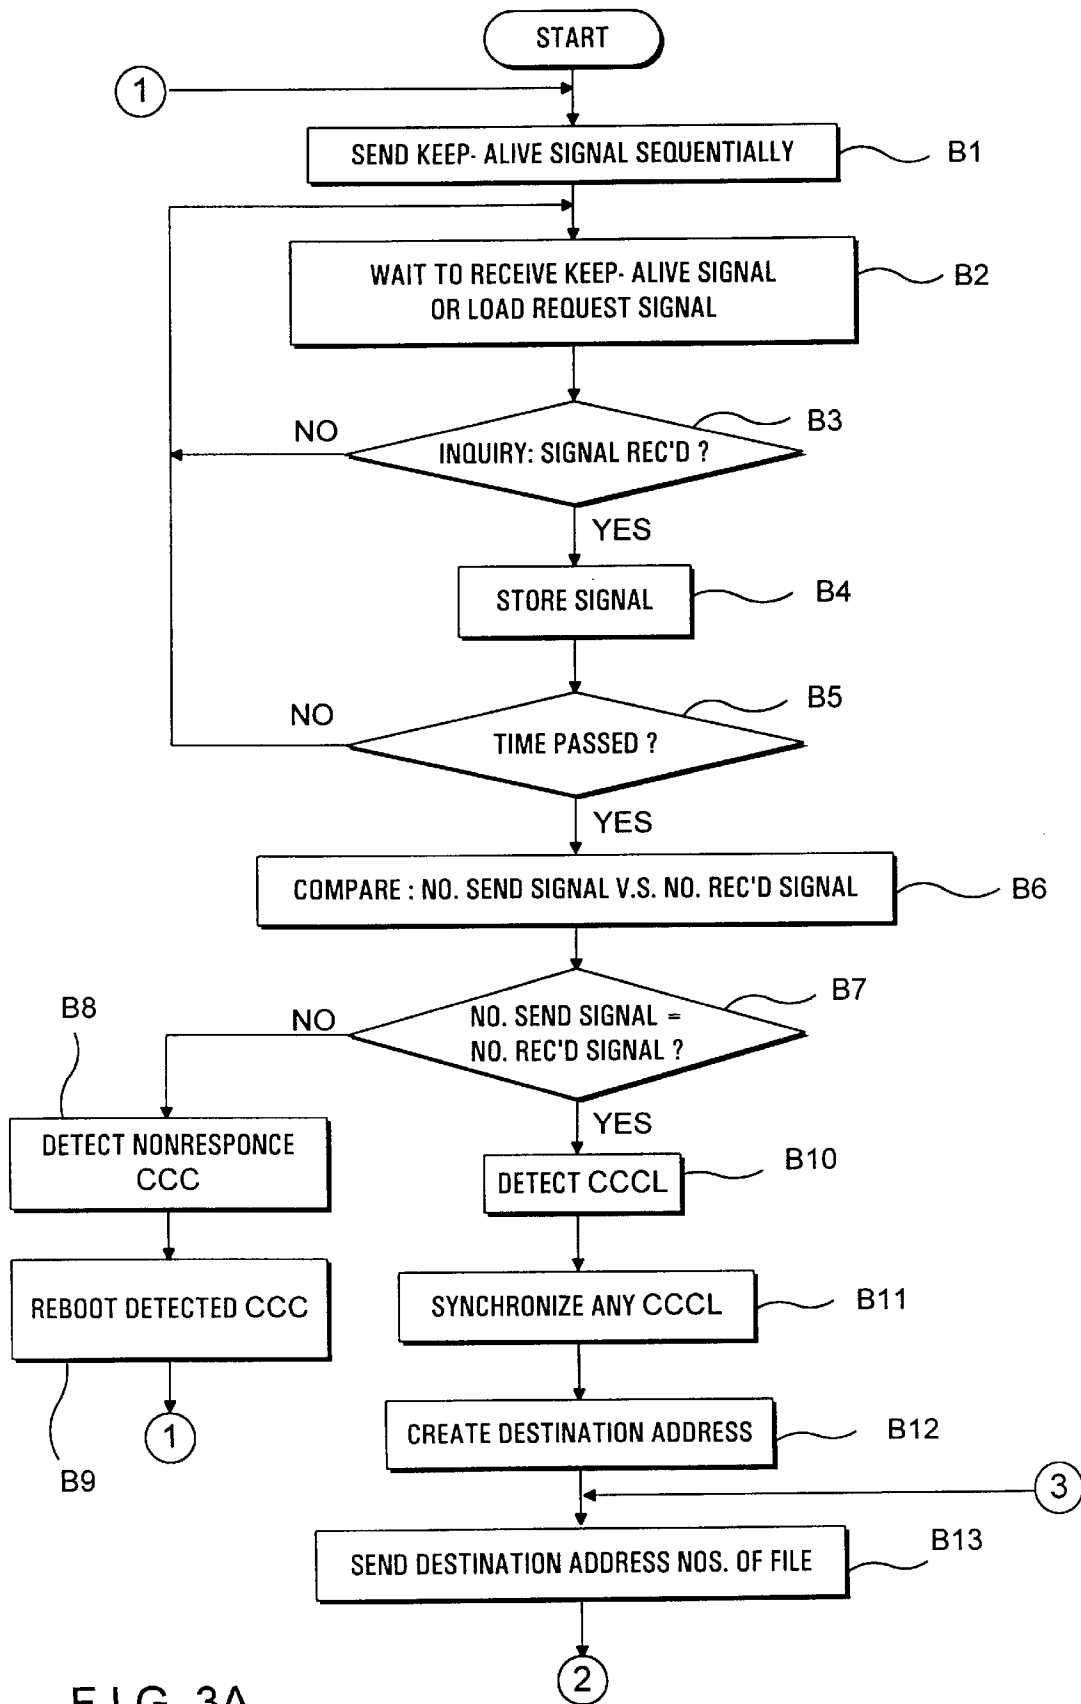 START
1
SEND KEEP- ALIVE SIGNAL SEQUENTIALLY
B1
WAIT TO RECEIVE KEEP- ALIVE SIGNAL
OR LOAD REQUEST SIGNAL
B2
INQUIRY: SIGNAL REC'D ?
B3
NO
YES
STORE SIGNAL
B4
TIME PASSED ?
B5
NO
YES
COMPARE : NO. SEND SIGNAL V.S. NO. REC'D SIGNAL
B6
NO. SEND SIGNAL =
NO. REC'D SIGNAL ?
B7
NO
YES
B8
DETECT NONRESPONCE
CCC
REBOOT DETECTED CCC
B9
1
DETECT CCCL
B10
SYNCHRONIZE ANY CCCL
B11
CREATE DESTINATION ADDRESS
B12
3
SEND DESTINATION ADDRESS NOS. OF FILE
B13
2
FIG. 3A